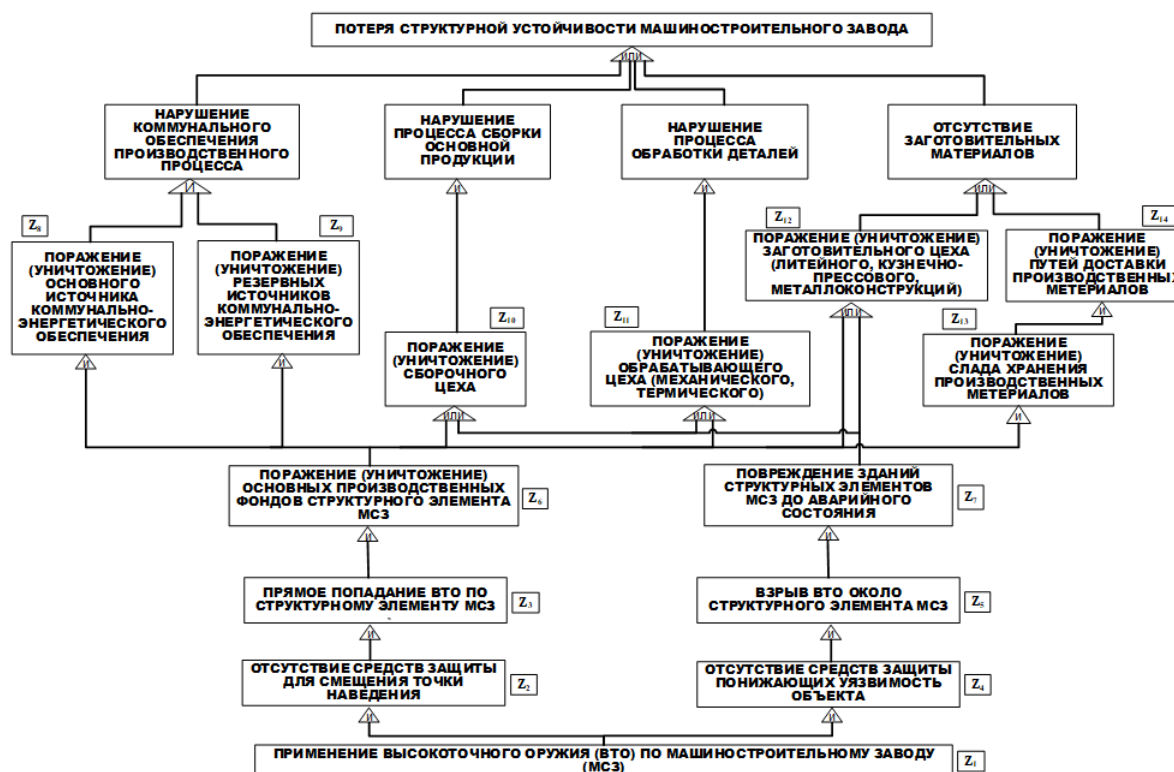 ПОТЕРЯ СТРУКТУРНОЙ УСТОЙЧИВОСТИ МАШИНОСТРОИТЕЛЬНОГО ЗАВОДА
ИЛИ
НАРУШЕНИЕ
КОММУНАЛЬНОГО
ОБЕСПЕЧЕНИЯ
ПРОИЗВОДСТВЕННОГО
ПРОЦЕССА
НАРУШЕНИЕ
ПРОЦЕССА СБОРКИ
ОСНОВНОЙ
ПРОДУКЦИИ
НАРУШЕНИЕ
ПРОЦЕССА
ОБРАБОТКИ ДЕТАЛЕЙ
ОТСУТСТВИЕ
ЗАГОТОВИТЕЛЬНЫХ
МАТЕРИАЛОВ
И
И
И
ИЛИ
Z8
Z9
Z12
Z14
ПОРАЖЕНИЕ
(УНИЧТОЖЕНИЕ)
ОСНОВНОГО
ИСТОЧНИКА
КОММУНАЛЬНО-
ЭНЕРГЕТИЧЕСКОГО
ОБЕСПЕЧЕНИЯ
ПОРАЖЕНИЕ
(УНИЧТОЖЕНИЕ)
РЕЗЕРВНЫХ
ИСТОЧНИКОВ
КОММУНАЛЬНО-
ЭНЕРГЕТИЧЕСКОГО
ОБЕСПЕЧЕНИЯ
ПОРАЖЕНИЕ (УНИЧТОЖЕНИЕ)
ЗАГОТОВИТЕЛЬНОГО ЦЕХА
(ЛИТЕЙНОГО, КУЗНЕЧНО-
ПРЕССОВОГО,
МЕТАЛЛОКОНСТРУКЦИЙ)
ПОРАЖЕНИЕ
(УНИЧТОЖЕНИЕ)
ПУТЕЙ ДОСТАВКИ
ПРОИЗВОДСТВЕННЫХ
МЕТЕРИАЛОВ
Z10
Z11
Z13
И
И
ИЛИ
И
ПОРАЖЕНИЕ
(УНИЧТОЖЕНИЕ)
СБОРОЧНОГО
ЦЕХА
ПОРАЖЕНИЕ
(УНИЧТОЖЕНИЕ)
ОБРАБАТЫВАЮЩЕГО
ЦЕХА (МЕХАНИЧЕСКОГО,
ТЕРМИЧЕСКОГО)
ПОРАЖЕНИЕ
(УНИЧТОЖЕНИЕ)
СЛАДА ХРАНЕНИЯ
ПРОИЗВОДСТВЕННЫХ
МЕТЕРИАЛОВ
ИЛИ
ИЛИ
И
ПОРАЖЕНИЕ (УНИЧТОЖЕНИЕ)
ОСНОВНЫХ ПРОИЗВОДСТВЕННЫХ
ФОНДОВ СТРУКТУРНОГО ЭЛЕМЕНТА
МСЗ
Z6
ПОВРЕЖДЕНИЕ ЗДАНИЙ
СТРУКТУРНЫХ ЭЛЕМЕНТОВ
МСЗ ДО АВАРИЙНОГО
СОСТОЯНИЯ
Z7
И
И
ПРЯМОЕ ПОПАДАНИЕ ВТО ПО
СТРУКТУРНОМУ ЭЛЕМЕНТУ МСЗ
Z3
ВЗРЫВ ВТО ОКОЛО
СТРУКТУРНОГО ЭЛЕМЕНТА МСЗ
Z5
И
И
ОТСУТСТВИЕ СРЕДСТВ ЗАЩИТЫ
ДЛЯ СМЕЩЕНИЯ ТОЧКИ
НАВЕДЕНИЯ
Z2
ОТСУТСТВИЕ СРЕДСТВ ЗАЩИТЫ
ПОНИЖАЮЩИХ УЯЗВИМОСТЬ
ОБЪЕКТА
Z4
И
И
ПРИМЕНЕНИЕ ВЫСОКОТОЧНОГО ОРУЖИЯ (ВТО) ПО МАШИНОСТРОИТЕЛЬНОМУ ЗАВОДУ
(МСЗ)
Z1